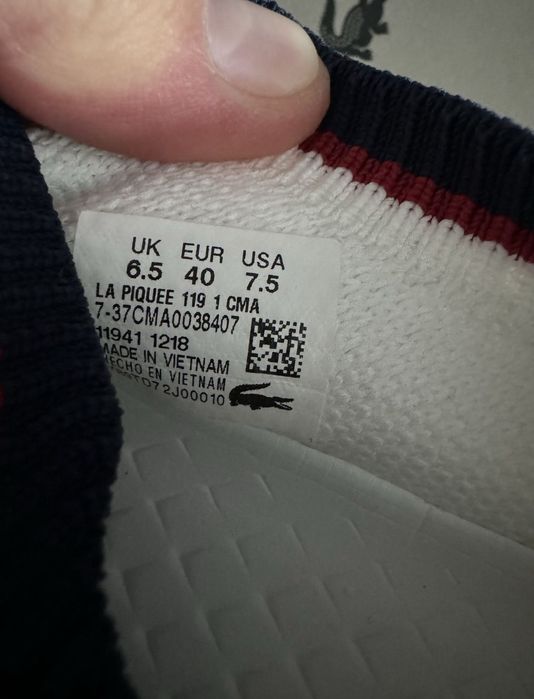 UK EUR USA
6.5 40 7.5
LA PIQUEE 119 1 CMA
7-37CMA0038407
11941 1218
MADE IN VIETNAM
HECHO EN VIETNAM
TD72J00010